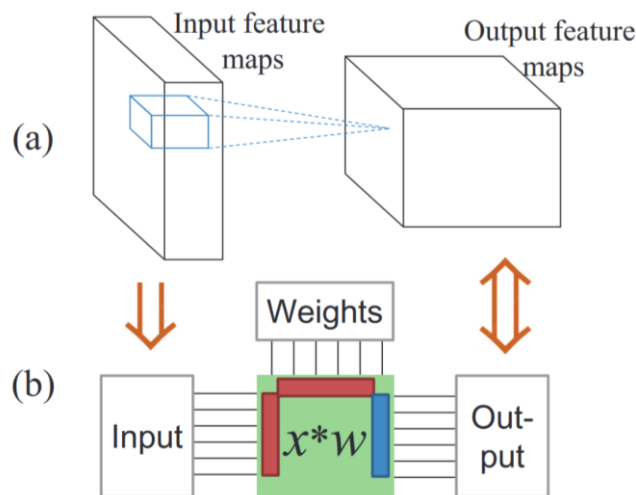 Input feature
maps
Output feature
maps
(a)
Weights
(b)
Input
x*w
Out-
put